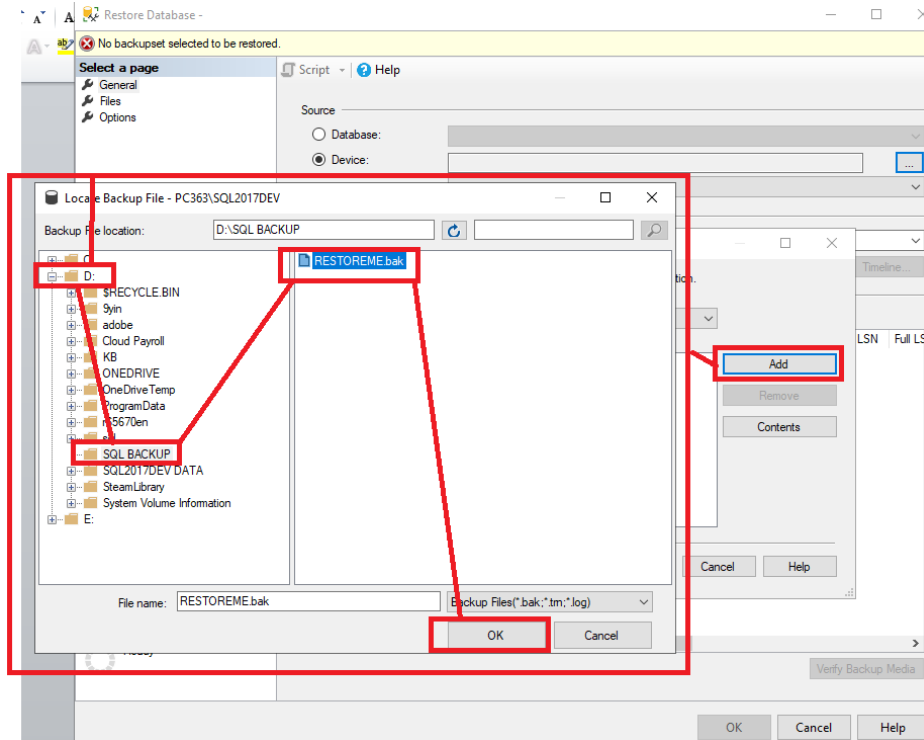 A A
Restore Database -
A aby
No backupset selected to be restored.
Select a page
General
Files
Options
Script
Help
Source
Database:
Device:
...
Locate Backup File - PC363\SQL2017DEV
Backup File location:
D:\SQL BACKUP
D:
$RECYCLE.BIN
9yin
adobe
Cloud Payroll
KB
ONEDRIVE
OneDriveTemp
ProgramData
SQL BACKUP
SQL2017DEV DATA
SteamLibrary
System Volume Information
E:
RESTOREME.bak
File name:
RESTOREME.bak
Backup Files(*.bak;*.trn;*.log)
OK
Cancel
Add
Remove
Contents
Cancel
Help
Timeline...
LSN
Full LS
Verify Backup Media
OK
Cancel
Help